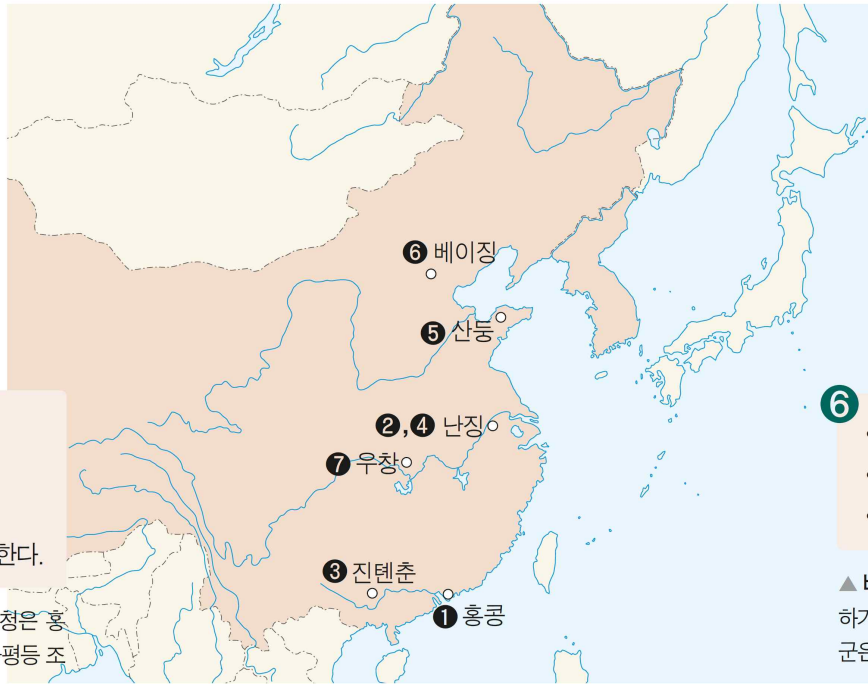 ❻ 베이징
❺ 산둥
❷,❹ 난징
❼ 우창
❸ 진톈춘
❶ 홍콩
한다.
청은 홍
평등 조
6
▲
하기
군은